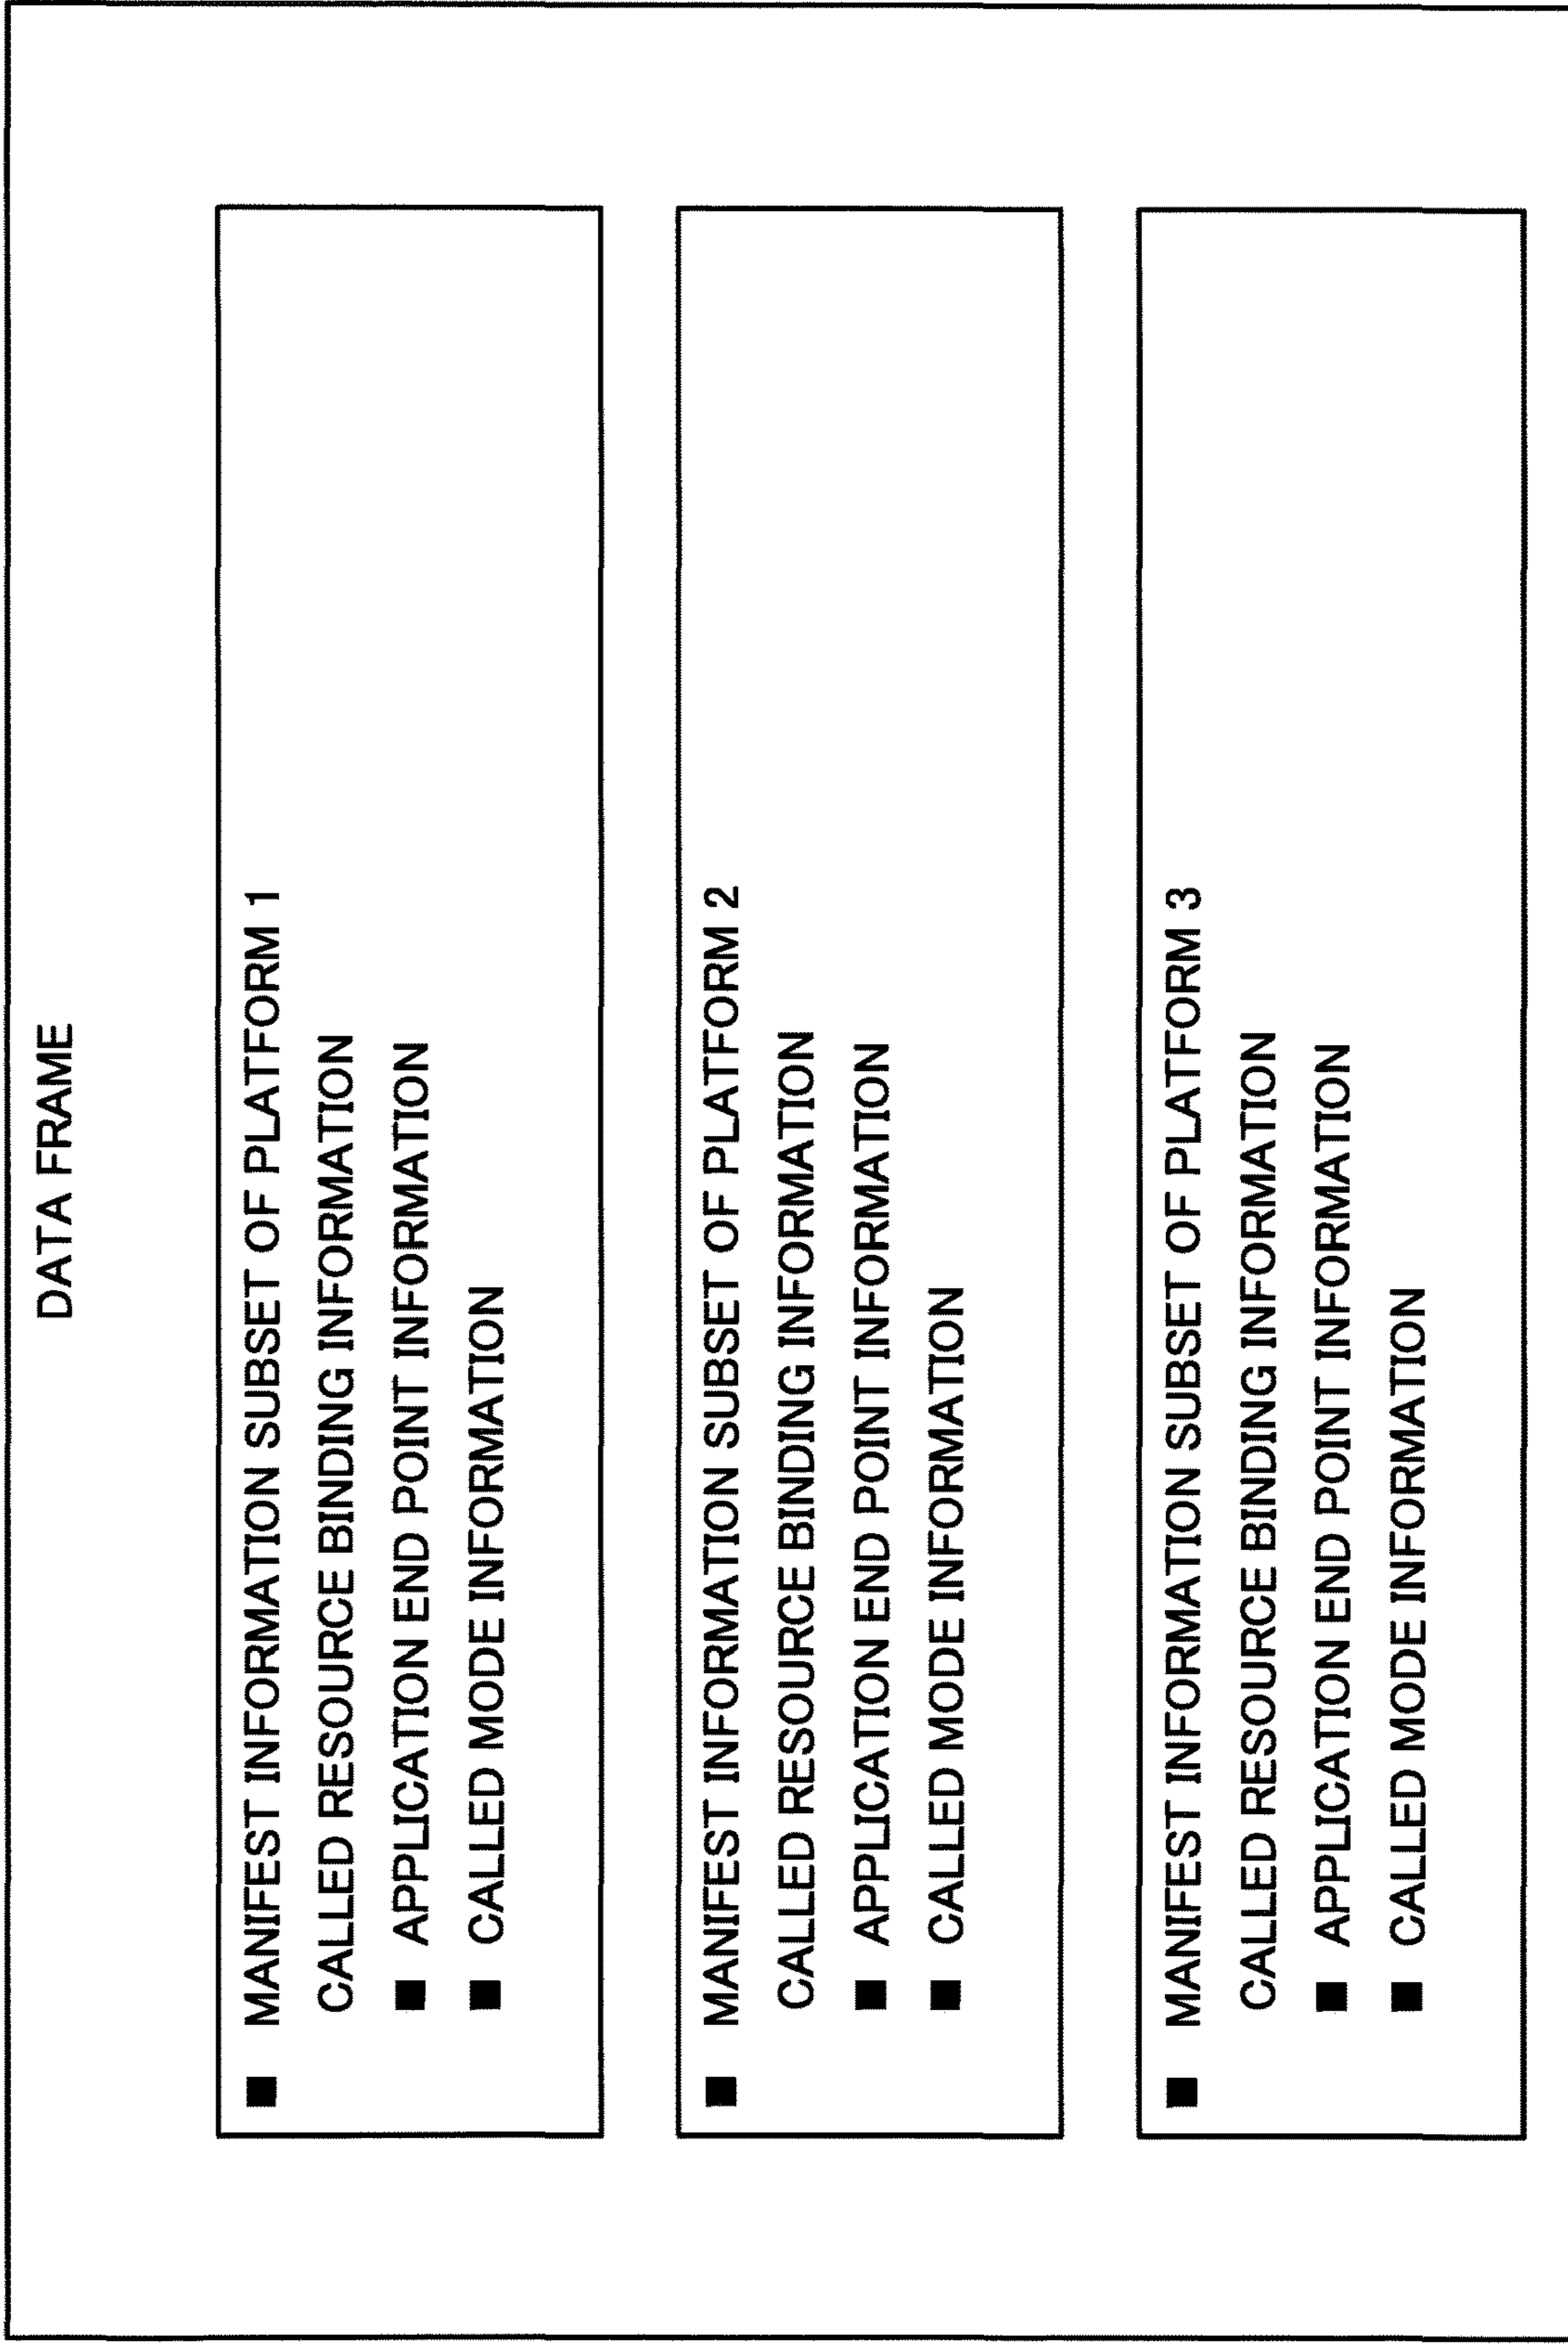 DATA FRAME
■ MANIFEST INFORMATION SUBSET OF PLATFORM 1
CALLED RESOURCE BINDING INFORMATION
■ APPLICATION END POINT INFORMATION
■ CALLED MODE INFORMATION
■ MANIFEST INFORMATION SUBSET OF PLATFORM 2
CALLED RESOURCE BINDING INFORMATION
■ APPLICATION END POINT INFORMATION
■ CALLED MODE INFORMATION
■ MANIFEST INFORMATION SUBSET OF PLATFORM 3
CALLED RESOURCE BINDING INFORMATION
■ APPLICATION END POINT INFORMATION
■ CALLED MODE INFORMATION